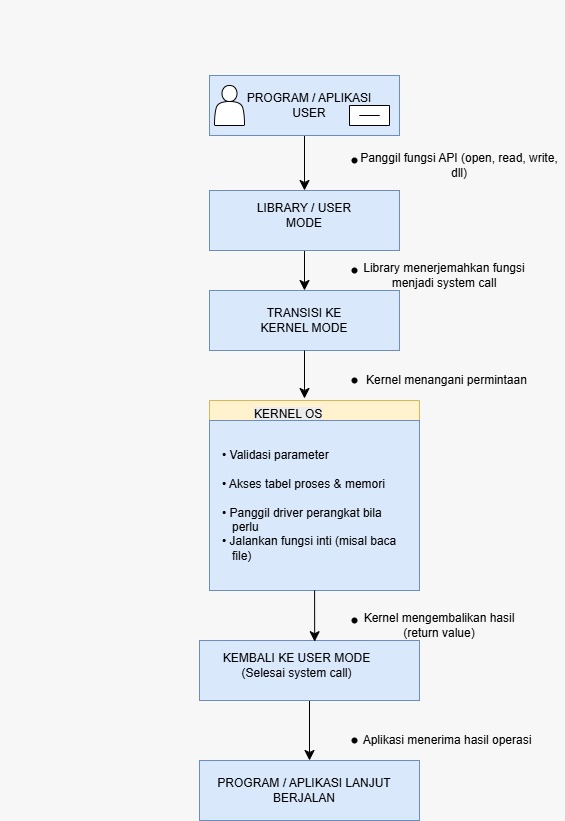 PROGRAM / APLIKASI
USER
• Panggil fungsi API (open, read, write,
dll)
LIBRARY / USER
MODE
• Library menerjemahkan fungsi
menjadi system call
TRANSISI KE
KERNEL MODE
• Kernel menangani permintaan
KERNEL OS
• Validasi parameter
• Akses tabel proses & memori
• Panggil driver perangkat bila
perlu
• Jalankan fungsi inti (misal baca
file)
• Kernel mengembalikan hasil
(return value)
KEMBALI KE USER MODE
(Selesai system call)
• Aplikasi menerima hasil operasi
PROGRAM / APLIKASI LANJUT
BERJALAN